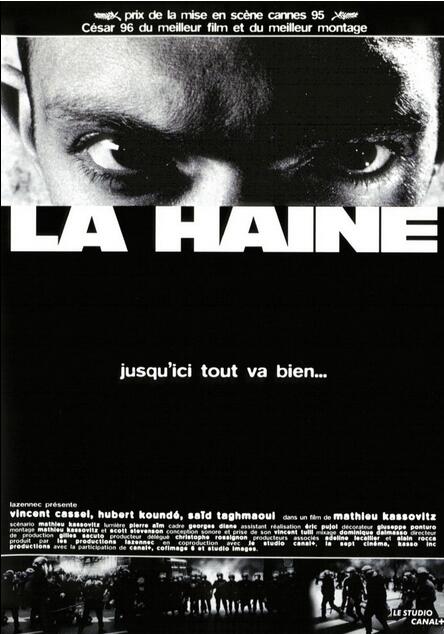 prix de la mise en scène cannes 95
César 96 du meilleur film et du meilleur montage
LA HAINE
jusqu'ici tout va bien...
lazennec présente
vincent cassel, hubert koundé, saïd taghmaoui dans un film de mathieu kassovitz
scénario mathieu kassovitz lumière pierre aïm cadre georges diane assistant réalisation éric pujol décorateur giuseppe ponturo
montage mathieu kassovitz et scott stevenson conception sonore et prise de son vincent tulli mixage dominique dalmasso directeur
de production gilles sacuto producteur délégué christophe rossignon producteurs associés adeline lecallier et alain rocca
produit par les productions lazennec en coproduction avec le studio canal+, la sept cinéma, kasso inc
productions avec la participation de canal+, cofimage 6 et studio images.
LE STUDIO
CANAL+